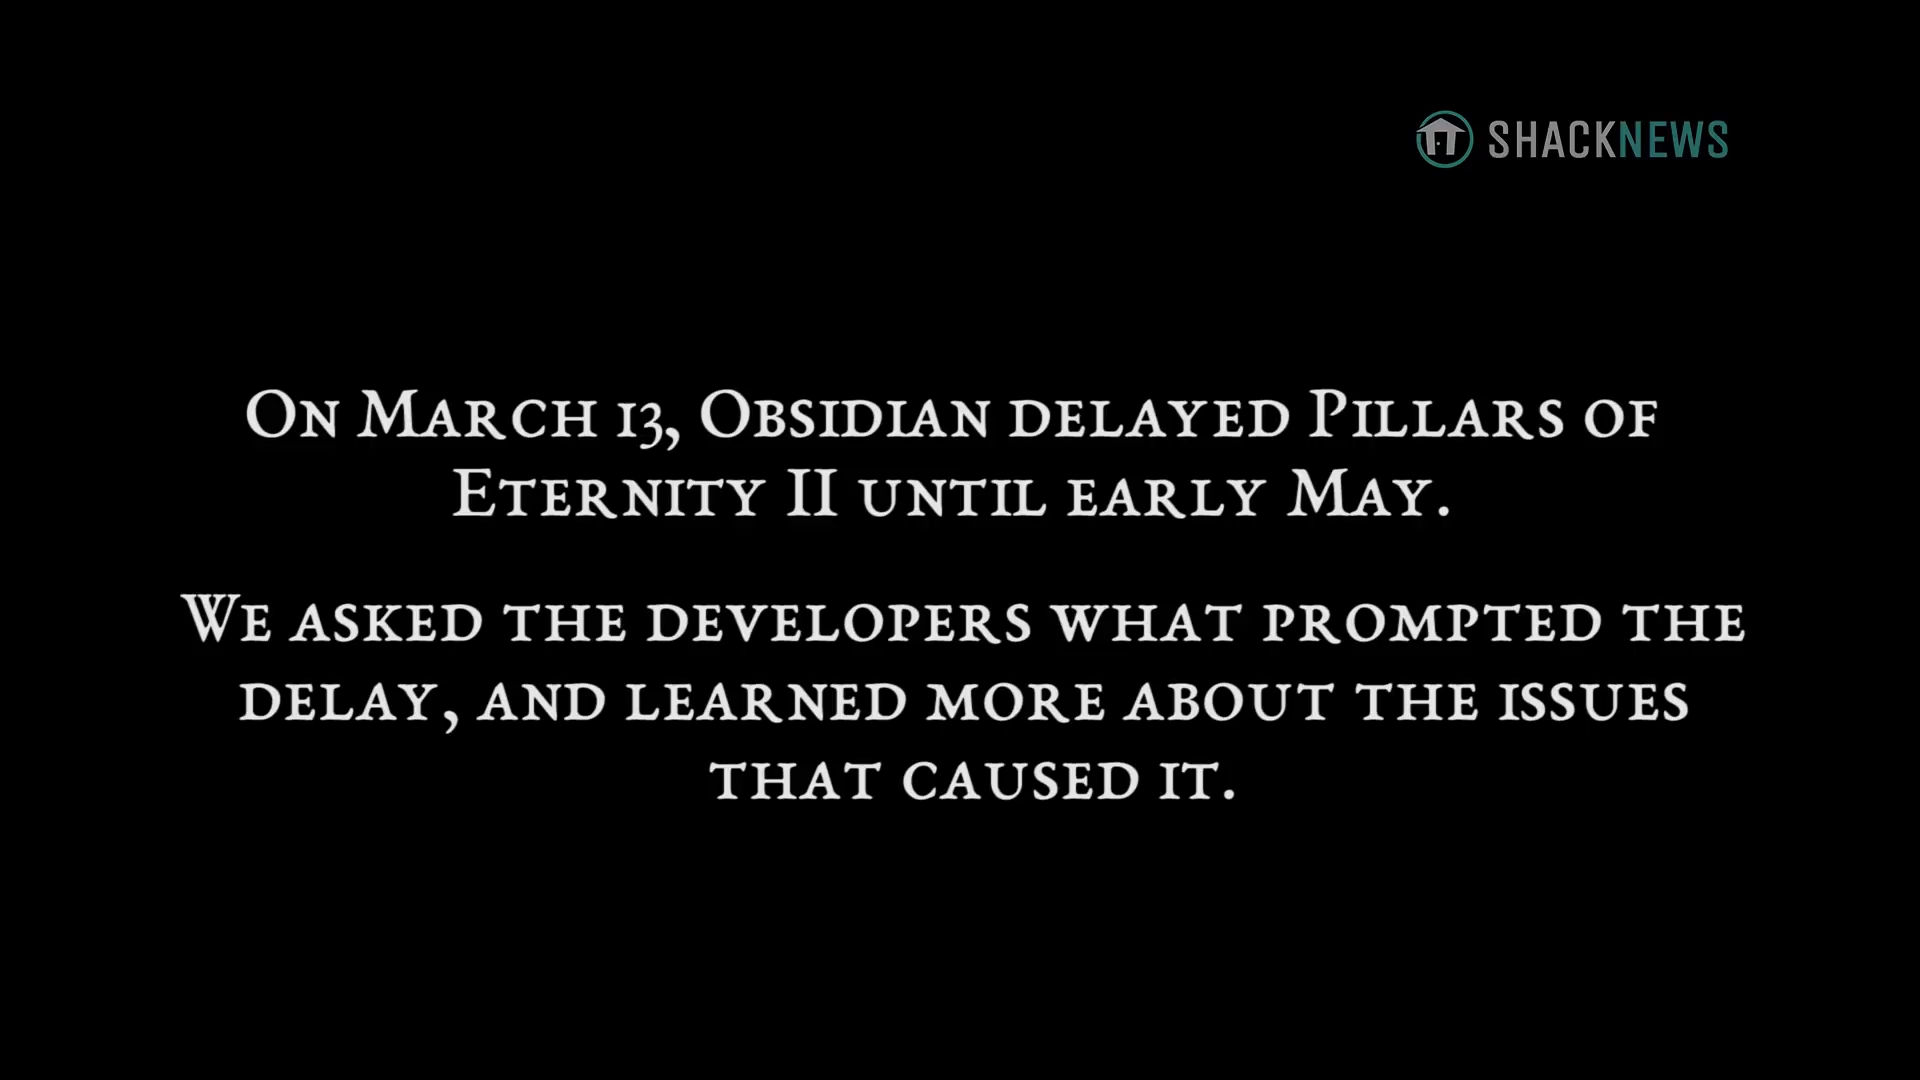 SHACKNEWS
On March 13, Obsidian delayed Pillars of
Eternity II until early May.
We asked the developers what prompted the
delay, and learned more about the issues
that caused it.